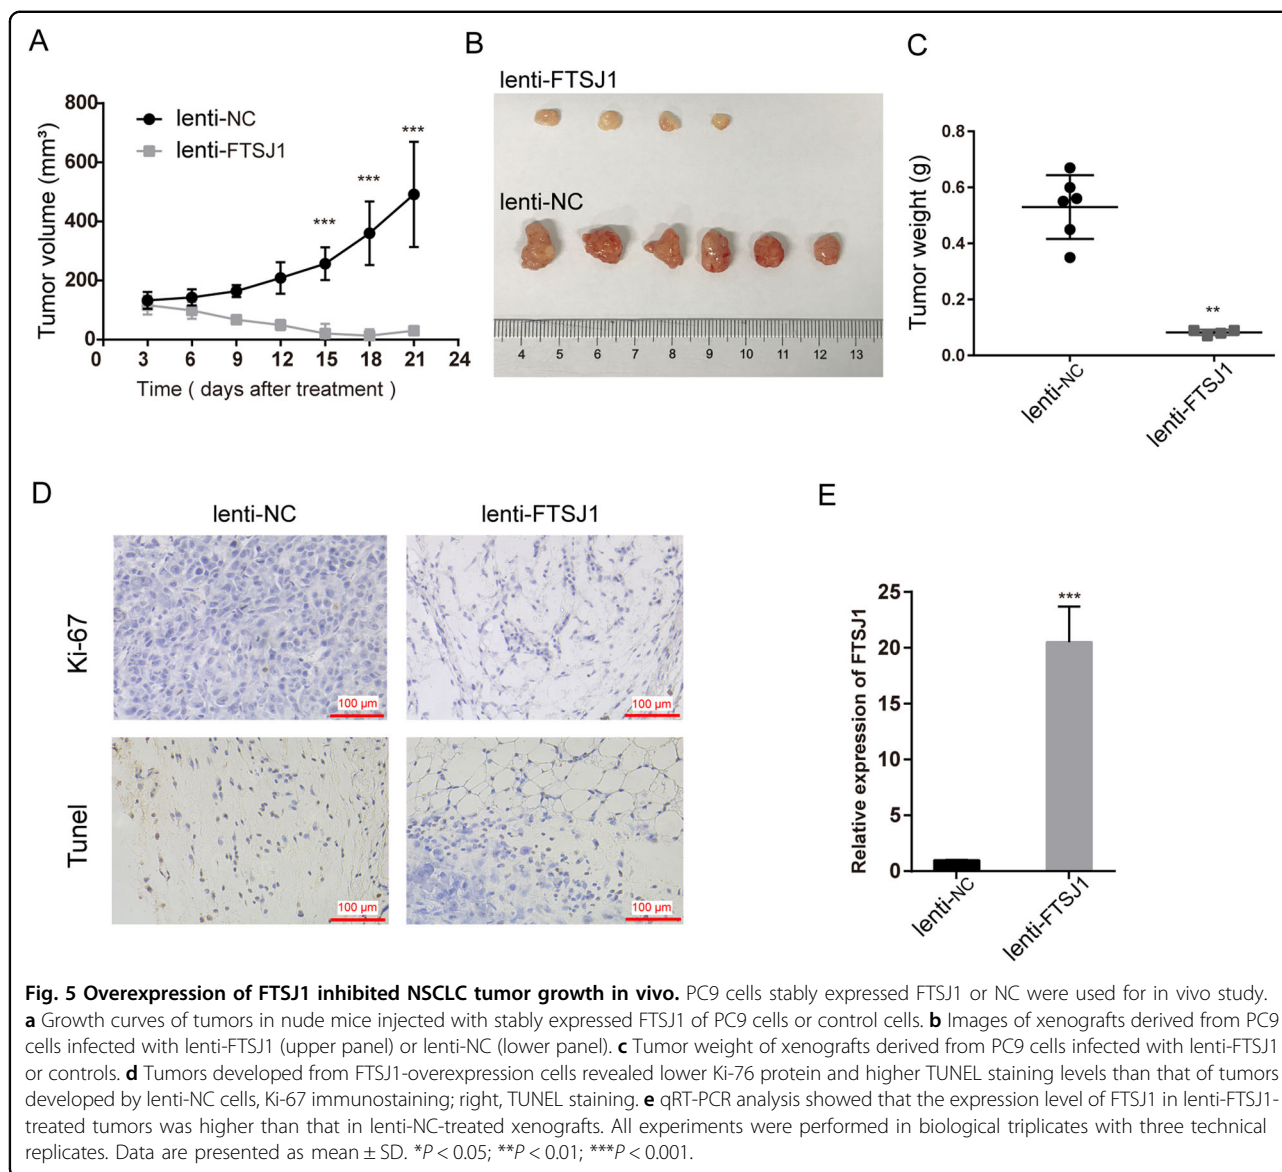 A
800
600
400
200
0
Tumor volume (mm³)
lenti-NC
lenti-FTSJ1
***
***
***
0 3 6 9 12 15 18 21 24
Time ( days after treatment )
B
lenti-FTSJ1
lenti-NC
4 5 6 7 8 9 10 11 12 13
C
0.8
0.6
0.4
0.2
0.0
Tumor weight (g)
**
lenti-NC
lenti-FTSJ1
D
lenti-NC lenti-FTSJ1
Ki-67
100 µm
100 µm
Tunel
100 µm
100 µm
E
25
20
15
10
5
0
Relative expression of FTSJ1
***
lenti-NC
lenti-FTSJ1
Fig. 5 Overexpression of FTSJ1 inhibited NSCLC tumor growth in vivo. PC9 cells stably expressed FTSJ1 or NC were used for in vivo study.
a Growth curves of tumors in nude mice injected with stably expressed FTSJ1 of PC9 cells or control cells. b Images of xenografts derived from PC9
cells infected with lenti-FTSJ1 (upper panel) or lenti-NC (lower panel). c Tumor weight of xenografts derived from PC9 cells infected with lenti-FTSJ1
or controls. d Tumors developed from FTSJ1-overexpression cells revealed lower Ki-76 protein and higher TUNEL staining levels than that of tumors
developed by lenti-NC cells, Ki-67 immunostaining; right, TUNEL staining. e qRT-PCR analysis showed that the expression level of FTSJ1 in lenti-FTSJ1-
treated tumors was higher than that in lenti-NC-treated xenografts. All experiments were performed in biological triplicates with three technical
replicates. Data are presented as mean ± SD. *P < 0.05; **P < 0.01; ***P < 0.001.